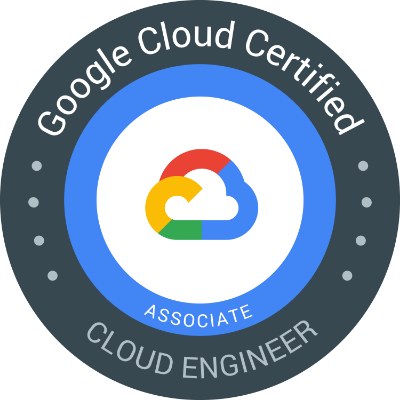 Google Cloud Certified
ASSOCIATE
CLOUD ENGINEER